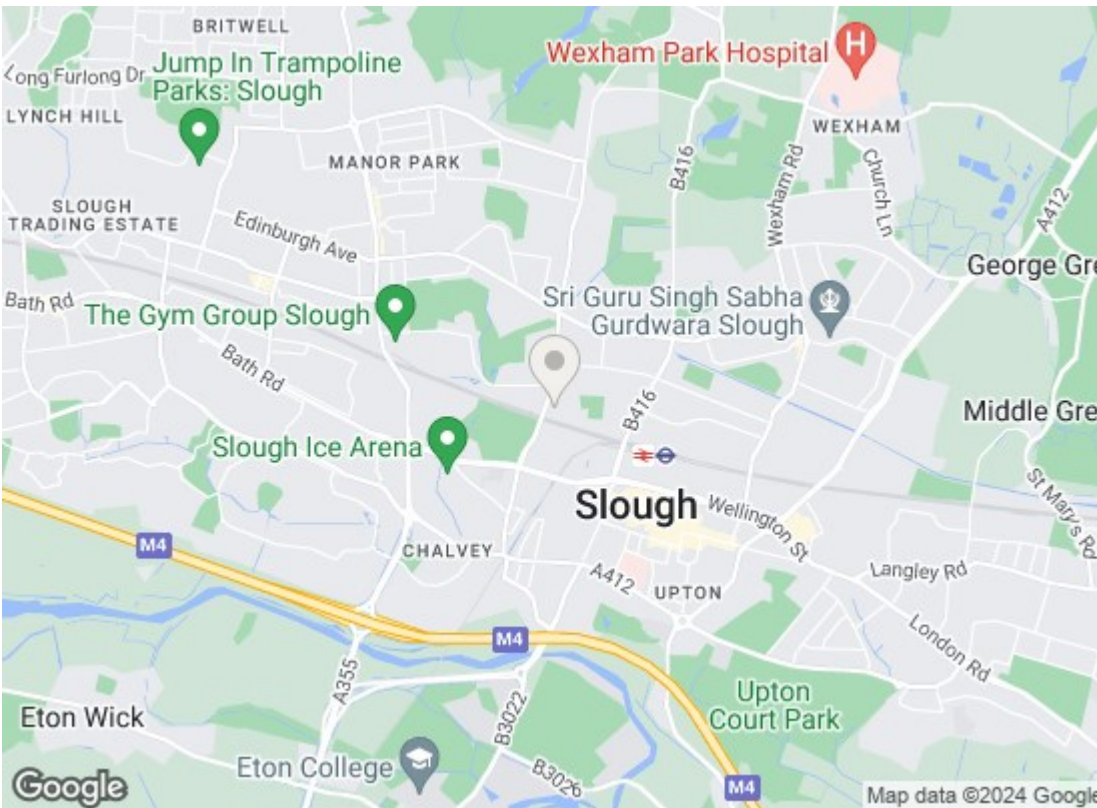 BRITWELL
Long Furlong Dr
Jump In Trampoline
Parks: Slough
LYNCH HILL
Wexham Park Hospital
H
WEXHAM
MANOR PARK
B416
Wexham Rd
Church Ln
A412
SLOUGH
TRADING ESTATE
Edinburgh Ave
George Gre
Bath Rd
The Gym Group Slough
Sri Guru Singh Sabha
Gurdwara Slough
Bath Rd
B416
Middle Gre
Slough Ice Arena
Slough
Wellington St
St Mary's Rd
M4
CHALVEY
A412
UPTON
Langley Rd
London Rd
M4
A355
B3022
Eton Wick
Upton
Court Park
Eton College
B3026
M4
Google
Map data ©2024 Google